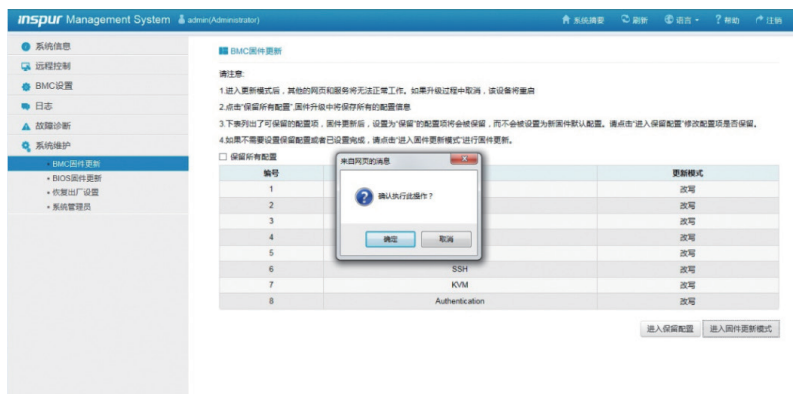 inspur Management System admin(Administrator) 系统摘要 刷新 语言 帮助 注销
系统信息
远程控制
BMC设置
日志
故障诊断
系统维护
BMC固件更新
BIOS固件更新
恢复出厂设置
系统管理员
BMC固件更新
请注意:
1.进入更新模式后，其他的网页和服务将无法正常工作。如果升级过程中取消，该设备将重启
2.点击"保留所有配置",固件升级中将保存所有的配置信息
3.下表列出了可保留的配置项，固件更新后，设置为"保留"的配置项将会被保留，而不会被设置为新固件默认配置。请点击"进入保留配置"修改配置项是否保留。
4.如果不需要设置保留配置或者已设置完成，请点击"进入固件更新模式"进行固件更新。
保留所有配置
编号 更新模式
1 改写
2 改写
3 改写
4 改写
5 改写
6 SSH 改写
7 KVM 改写
8 Authentication 改写
来自网页的消息
确认执行此操作？
确定 取消
进入保留配置 进入固件更新模式